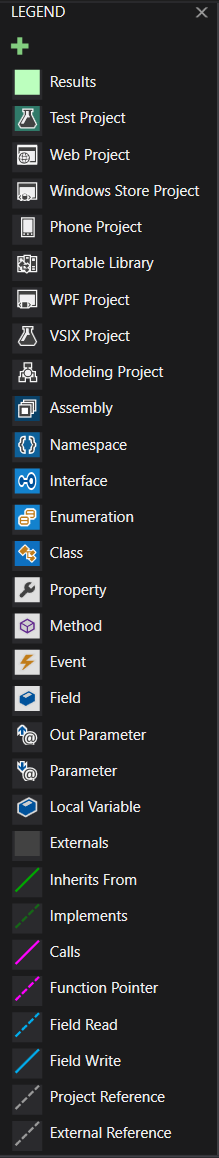 LEGEND
Results
Test Project
Web Project
Windows Store Project
Phone Project
Portable Library
WPF Project
VSIX Project
Modeling Project
Assembly
Namespace
Interface
Enumeration
Class
Property
Method
Event
Field
Out Parameter
Parameter
Local Variable
Externals
Inherits From
Implements
Calls
Function Pointer
Field Read
Field Write
Project Reference
External Reference